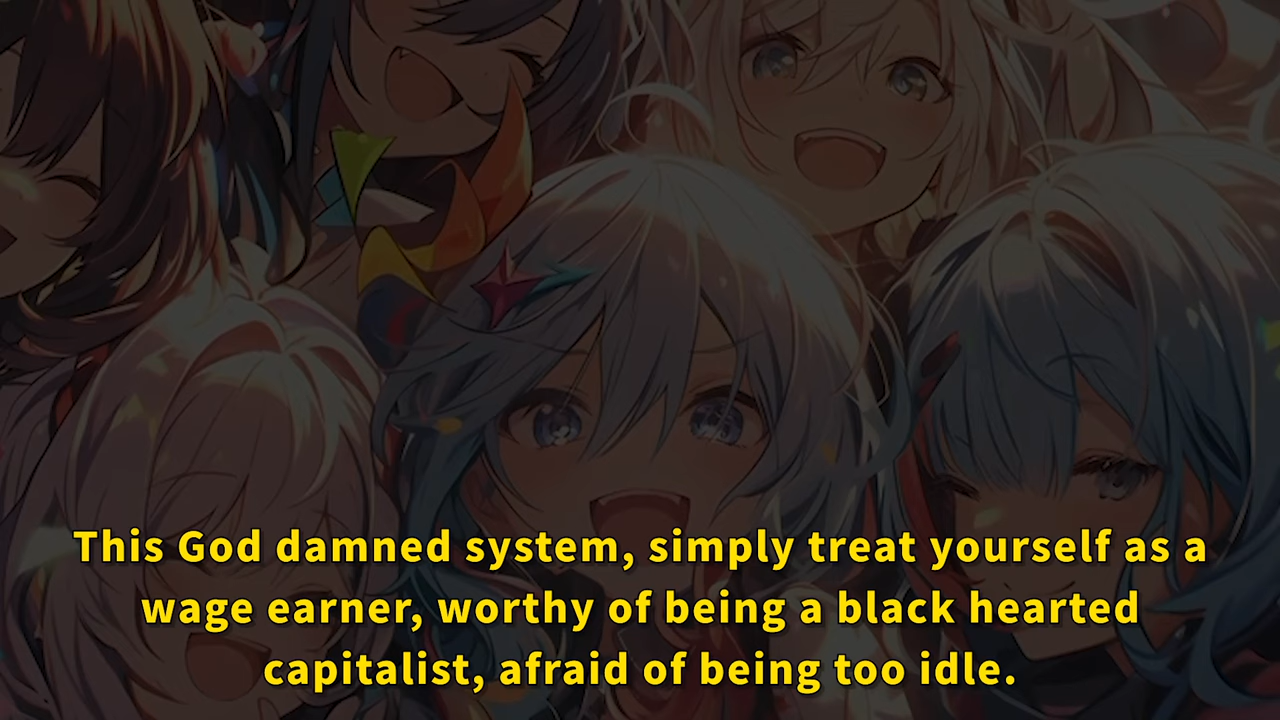 This God damned system, simply treat yourself as a
wage earner, worthy of being a black hearted
capitalist, afraid of being too idle.